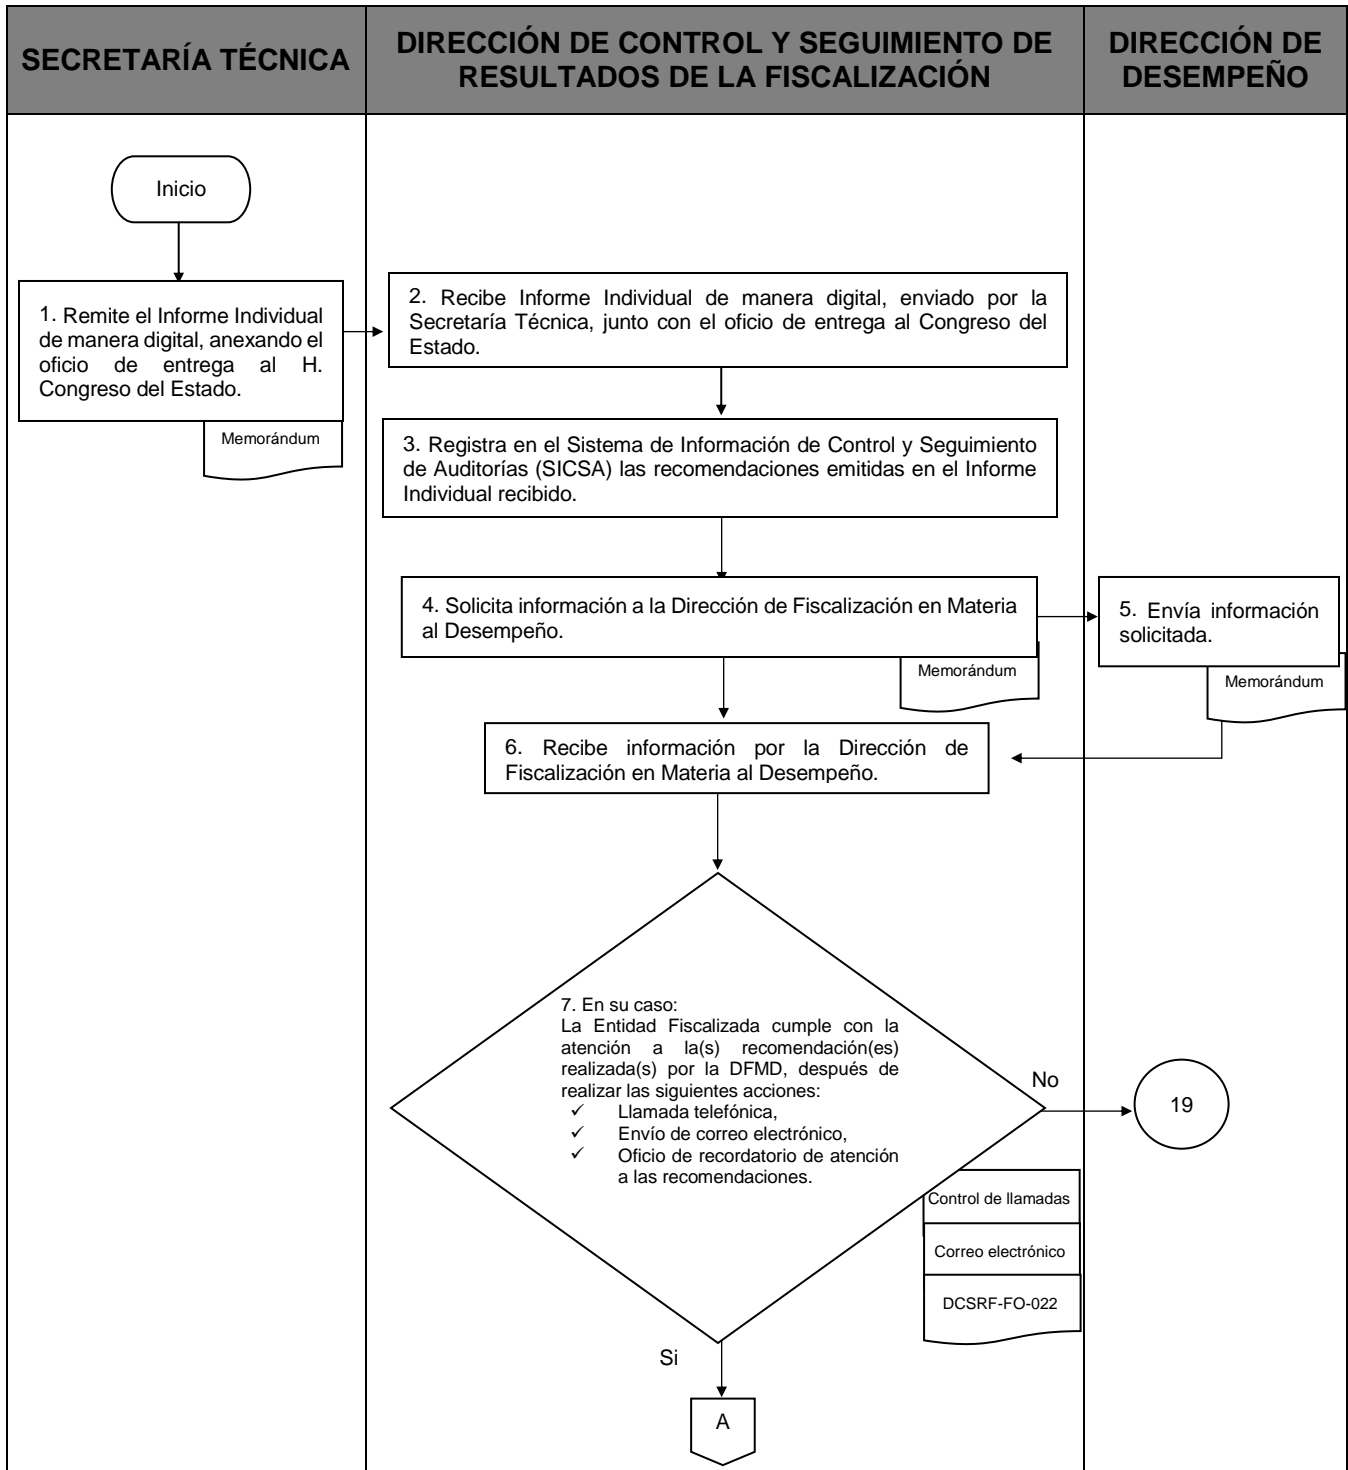 SECRETARÍA TÉCNICA
DIRECCIÓN DE CONTROL Y SEGUIMIENTO DE
RESULTADOS DE LA FISCALIZACIÓN
DIRECCIÓN DE
DESEMPEÑO
Inicio
1. Remite el Informe Individual
de manera digital, anexando el
oficio de entrega al H.
Congreso del Estado.
Memorándum
2. Recibe Informe Individual de manera digital, enviado por la
Secretaría Técnica, junto con el oficio de entrega al Congreso del
Estado.
3. Registra en el Sistema de Información de Control y Seguimiento
de Auditorías (SICSA) las recomendaciones emitidas en el Informe
Individual recibido.
4. Solicita información a la Dirección de Fiscalización en Materia
al Desempeño.
Memorándum
5. Envía información
solicitada.
Memorándum
6. Recibe información por la Dirección de
Fiscalización en Materia al Desempeño.
7. En su caso:
La Entidad Fiscalizada cumple con la
atención a la(s) recomendación(es)
realizada(s) por la DFMD, después de
realizar las siguientes acciones:
✓ Llamada telefónica,
✓ Envío de correo electrónico,
✓ Oficio de recordatorio de atención
a las recomendaciones.
No
19
Control de llamadas
Correo electrónico
DCSRF-FO-022
Si
A